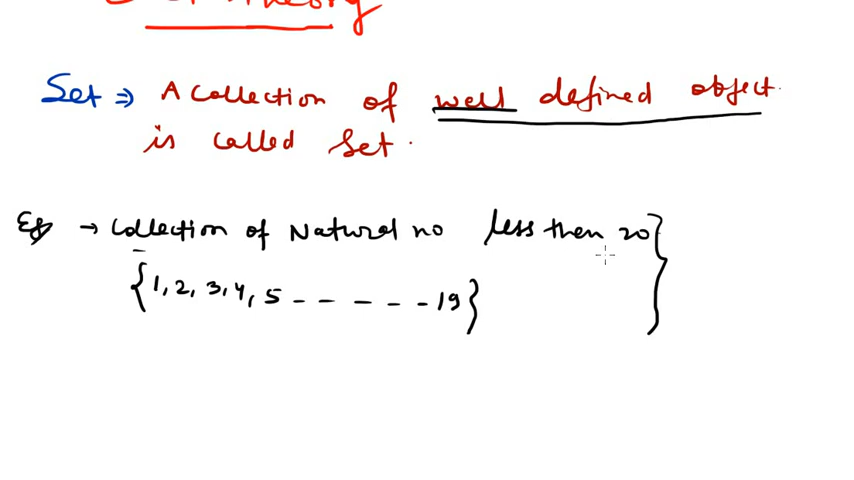 Theory
Set ⇒ A collection of well defined object
is called set.
Eg → Collection of Natural no less then 20
{1, 2, 3, 4, 5 - - - - - 19}